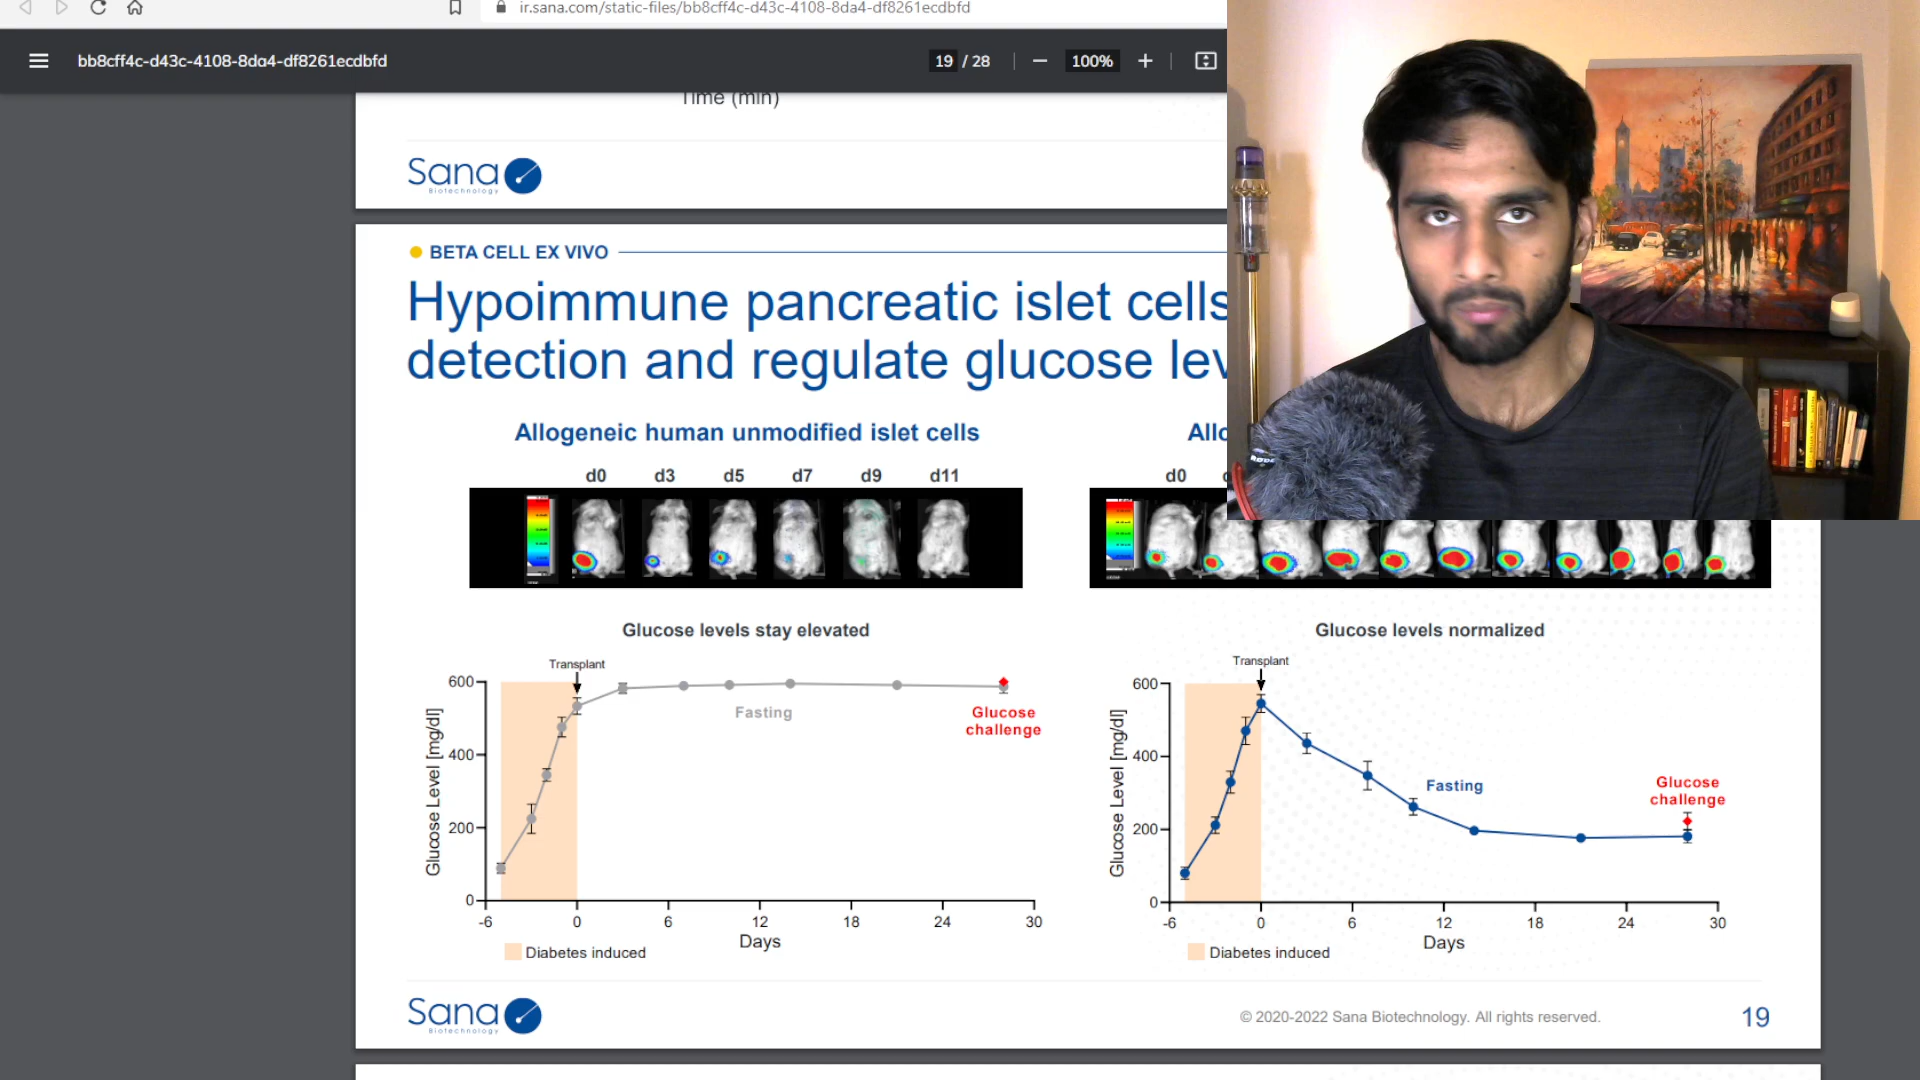 ir.sana.com/static-files/bb8cff4c-d43c-4108-8da4-df8261ecdbfd
bb8cff4c-d43c-4108-8da4-df8261ecdbfd
19 / 28
100%
Time (min)
Sana
Biotechnology
BETA CELL EX VIVO
Hypoimmune pancreatic islet cells
detection and regulate glucose lev
Allogeneic human unmodified islet cells
Allo
d0 d3 d5 d7 d9 d11
d0
Glucose levels stay elevated
Glucose levels normalized
Transplant
600
400
200
0
Glucose Level [mg/dl]
Fasting
Glucose
challenge
-6 0 6 12 18 24 30
Days
Diabetes induced
Transplant
600
400
200
0
Glucose Level [mg/dl]
Fasting
Glucose
challenge
-6 0 6 12 18 24 30
Days
Diabetes induced
Sana
Biotechnology
© 2020-2022 Sana Biotechnology. All rights reserved.
19